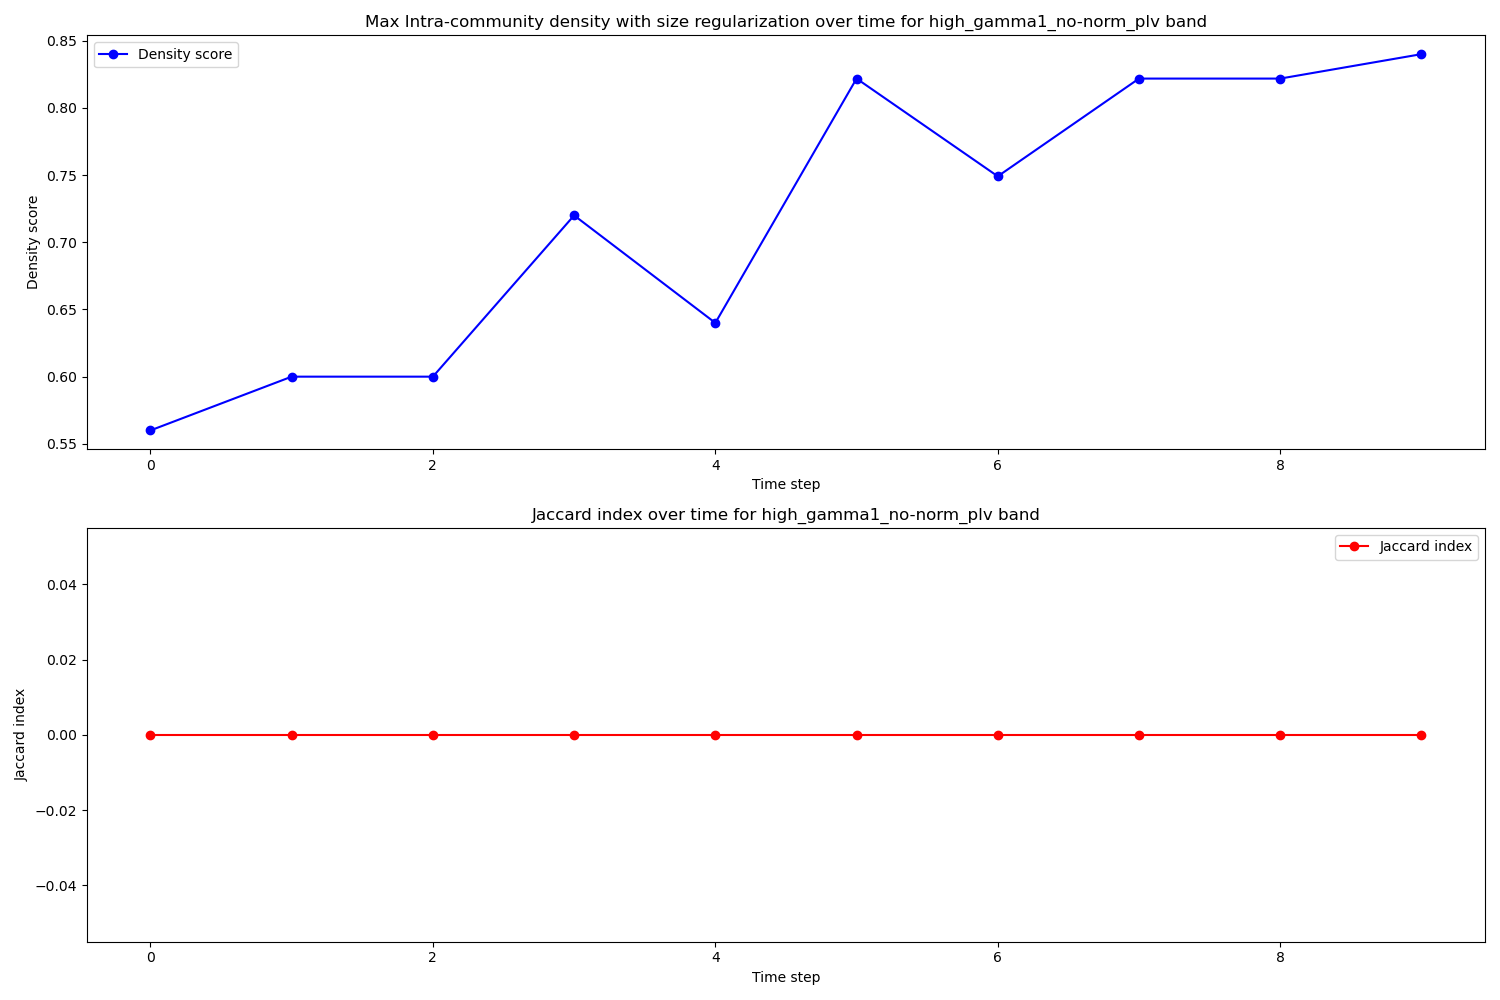 Max Intra-community density with size regularization over time for high_gamma1_no-norm_plv band
Density score
0.85
0.80
0.75
0.70
0.65
0.60
0.55
Density score
0 2 4 6 8
Time step
Jaccard index over time for high_gamma1_no-norm_plv band
Jaccard index
0.04
0.02
0.00
−0.02
−0.04
Jaccard index
0 2 4 6 8
Time step